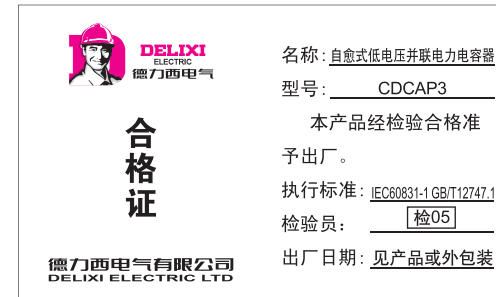 DELIXI
ELECTRIC
德力西电气
合
格
证
德力西电气有限公司
DELIXI ELECTRIC LTD
名称:自愈式低电压并联电力电容器
型号: CDCAP3
本产品经检验合格准
予出厂。
执行标准: IEC60831-1 GB/T12747.1
检验员: 检05
出厂日期: 见产品或外包装